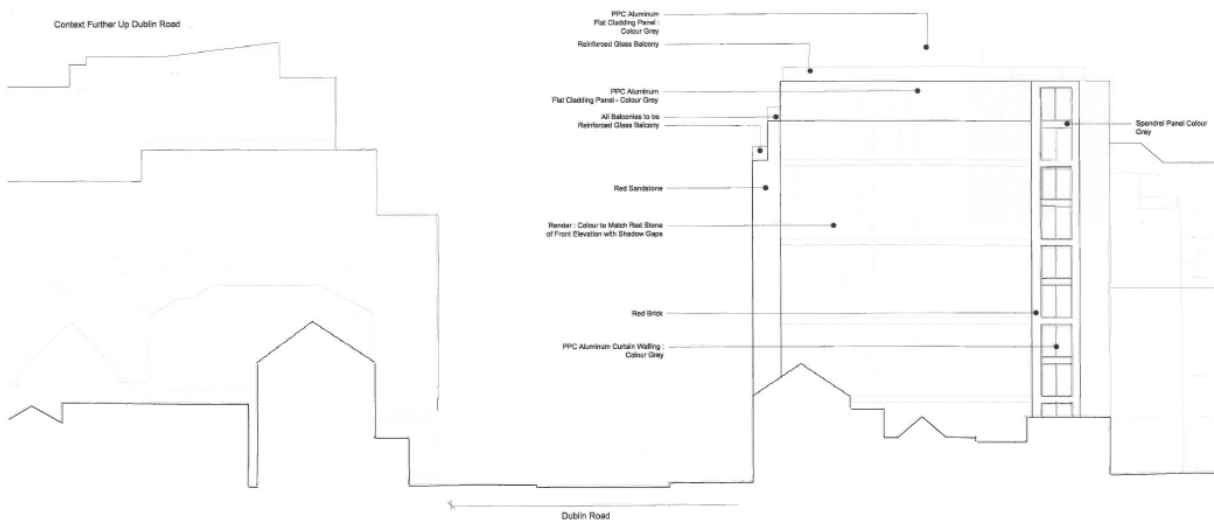 Context Further Up Dublin Road
PPC Aluminum
Flat Cladding Panel :
Colour Grey
Reinforced Glass Balcony
PPC Aluminum
Flat Cladding Panel - Colour Grey
All Balconies to be
Reinforced Glass Balcony
Spandrel Panel Colour
Grey
Red Sandstone
Render : Colour to Match Red Stone
of Front Elevation with Shadow Gaps
Red Brick
PPC Aluminum Curtain Walling :
Colour Grey
Dublin Road